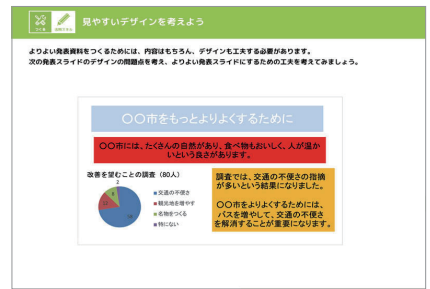 見やすいデザインを考えよう
よりよい発表資料をつくるためには、内容はもちろん、デザインも工夫する必要があります。
次の発表スライドのデザインの問題点を考え、よりよい発表スライドにするための工夫を考えてみましょう。
〇〇市をもっとよりよくするために
〇〇市には、たくさんの自然があり、食べ物もおいしく、人が温か
いという良さがあります。
改善を望むことの調査（80人）
2
交通の不便さ
観光地を増やす
名物をつくる
特にない
調査では、交通の不便さの指摘
が多いという結果になりました。
〇〇市をよりよくするためには、
バスを増やして、交通の不便さ
を解消することが重要になります。